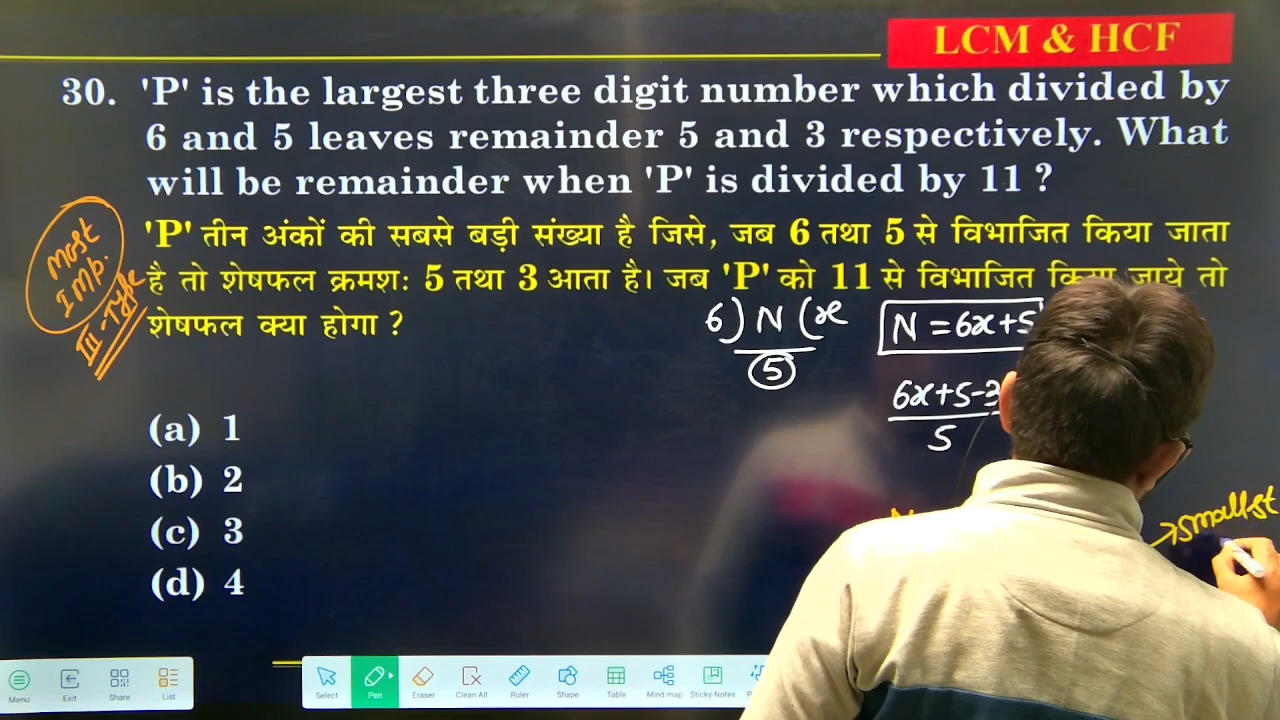 LCM & HCF
30. 'P' is the largest three digit number which divided by
6 and 5 leaves remainder 5 and 3 respectively. What
will be remainder when 'P' is divided by 11 ?
'P' तीन अंकों की सबसे बड़ी संख्या है जिसे, जब 6 तथा 5 से विभाजित किया जाता
है तो शेषफल क्रमशः 5 तथा 3 आता है। जब 'P' को 11 से विभाजित किया जाये तो
शेषफल क्या होगा ?
Most
IMP.
III-Type
6) N (x
5
N = 6x+5
6x+5-3
5
(a) 1
(b) 2
(c) 3
(d) 4
→smallest
Menu
Exit
Share
List
Select
Pen
Eraser
Clean All
Ruler
Shape
Table
Mind map
Sticky-Notes